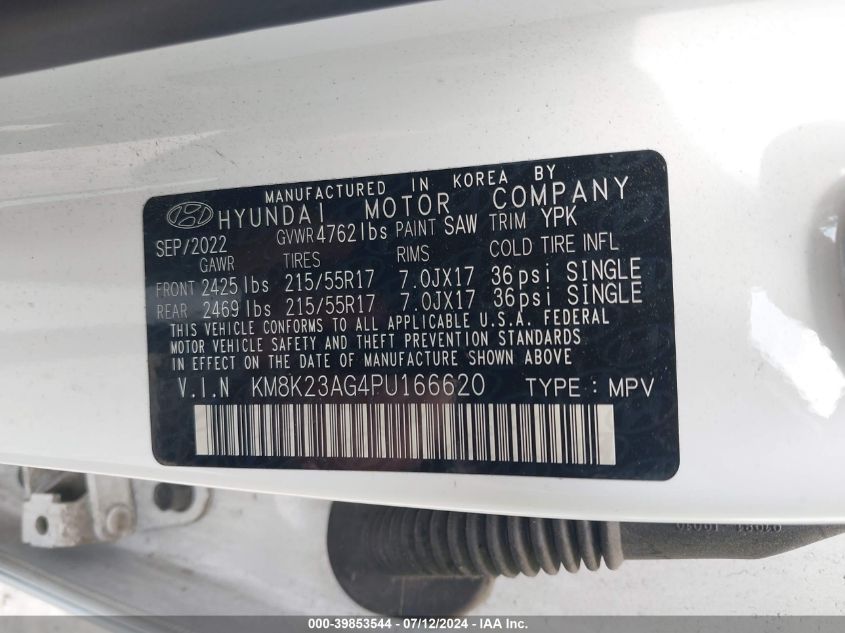 MANUFACTURED IN KOREA BY
HYUNDAI MOTOR COMPANY
SEP/2022 GVWR 4762 lbs PAINT SAW TRIM YPK
GAWR TIRES RIMS COLD TIRE INFL
FRONT 2425 lbs 215/55R17 7.0JX17 36psi SINGLE
REAR 2469 lbs 215/55R17 7.0JX17 36psi SINGLE
THIS VEHICLE CONFORMS TO ALL APPLICABLE U.S.A. FEDERAL
MOTOR VEHICLE SAFETY AND THEFT PREVENTION STANDARDS
IN EFFECT ON THE DATE OF MANUFACTURE SHOWN ABOVE
V.I.N KM8K23AG4PU166620 TYPE : MPV
000-39853544 - 07/12/2024 - IAA Inc.